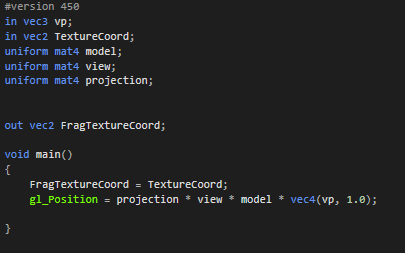 #version 450
in vec3 vp;
in vec2 TextureCoord;
uniform mat4 model;
uniform mat4 view;
uniform mat4 projection;
out vec2 FragTextureCoord;
void main()
{
FragTextureCoord = TextureCoord;
gl_Position = projection * view * model * vec4(vp, 1.0);
}